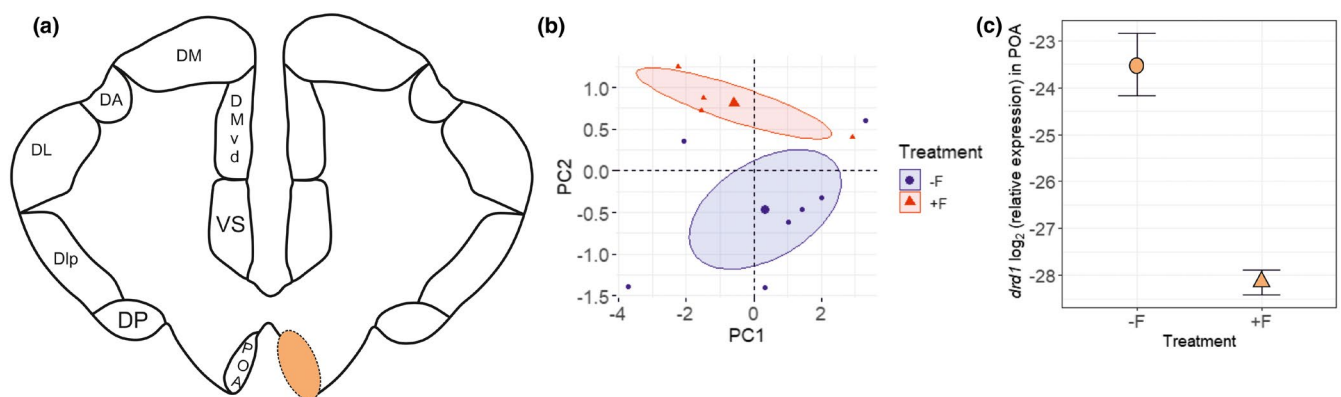 (a)
DM
DA
D
M
v
d
DL
VS
Dlp
DP
P
O
A
(b)
1.0
0.5
0.0
-0.5
-1.0
-1.5
PC2
-4
-2
0
2
PC1
Treatment
-F
+F
(c)
-23
-24
-25
-26
-27
-28
drd1 log₂ (relative expression) in POA
-F
+F
Treatment